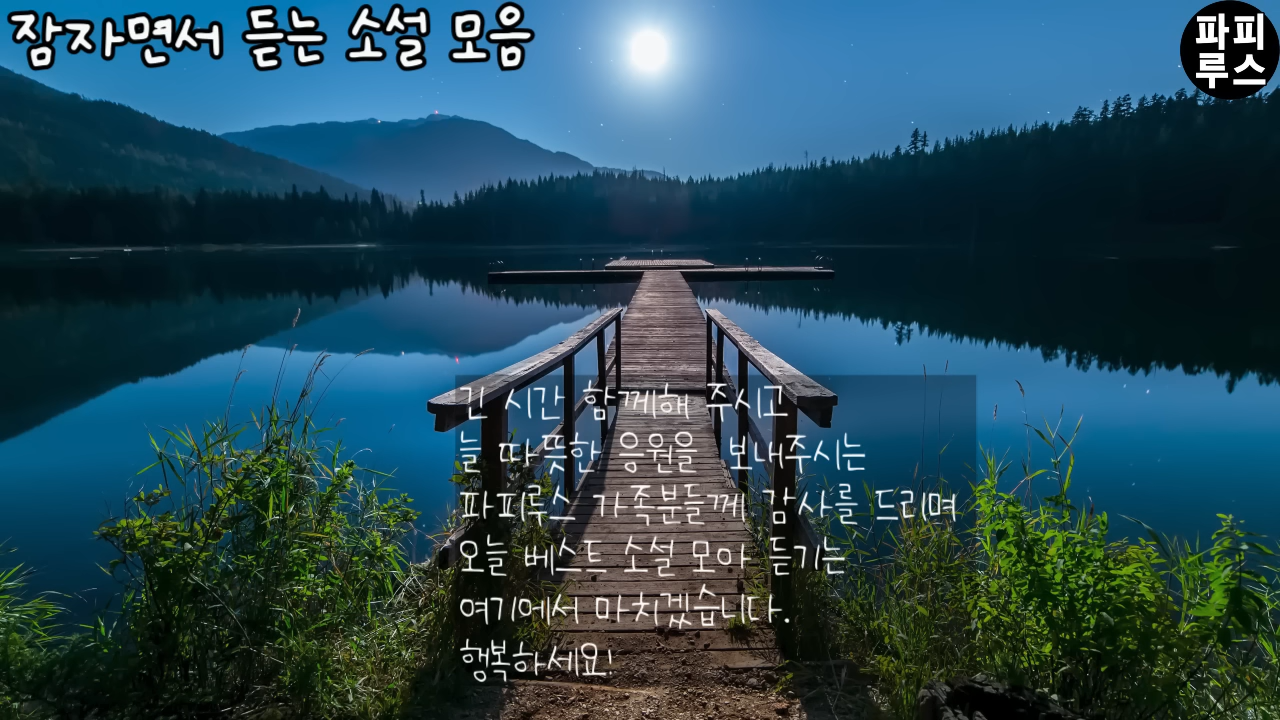 잠자면서 듣는 소설 모음
파피
루스
긴 시간 함께해 주시고
늘 따뜻한 응원을 보내주시는
파피루스 가족분들께 감사를 드리며
오늘 베스트 소설 모아 듣기는
여기에서 마치겠습니다.
행복하세요!